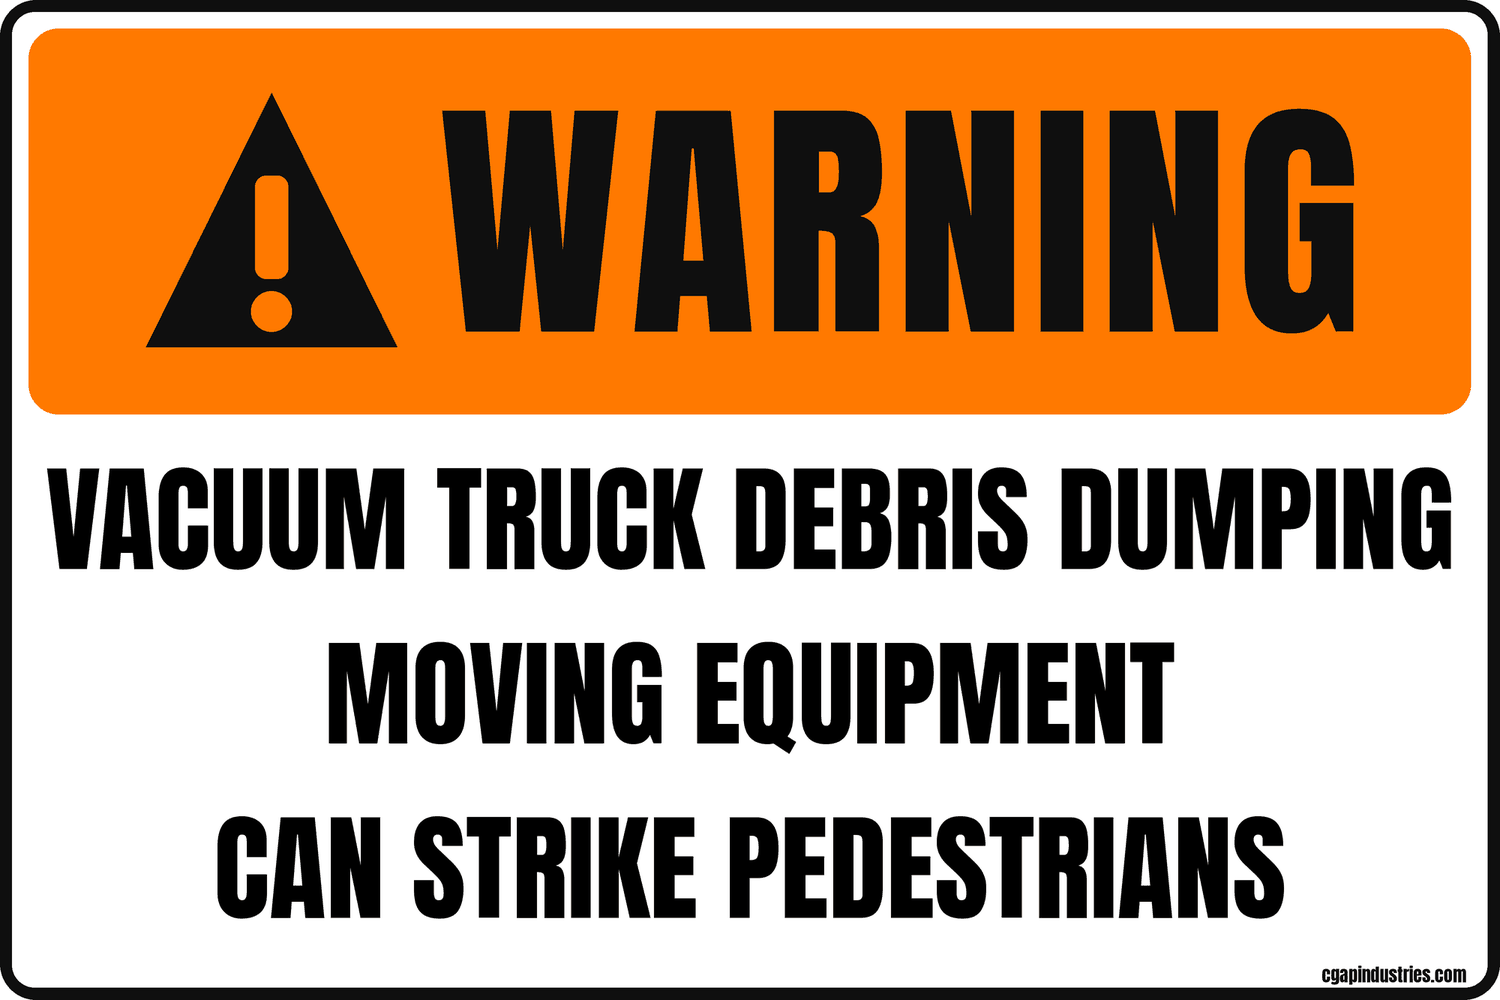 WARNING
VACUUM TRUCK DEBRIS DUMPING
MOVING EQUIPMENT
CAN STRIKE PEDESTRIANS
cgapindustries.com